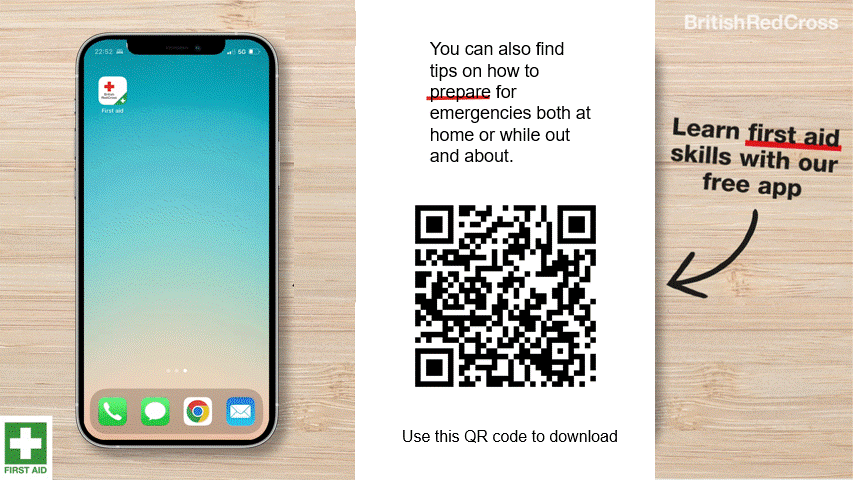 BritishRedCross
22:52
5G
British
RedCross
First aid
You can also find
tips on how to
prepare for
emergencies both at
home or while out
and about.
Learn first aid
skills with our
free app
Use this QR code to download
FIRST AID